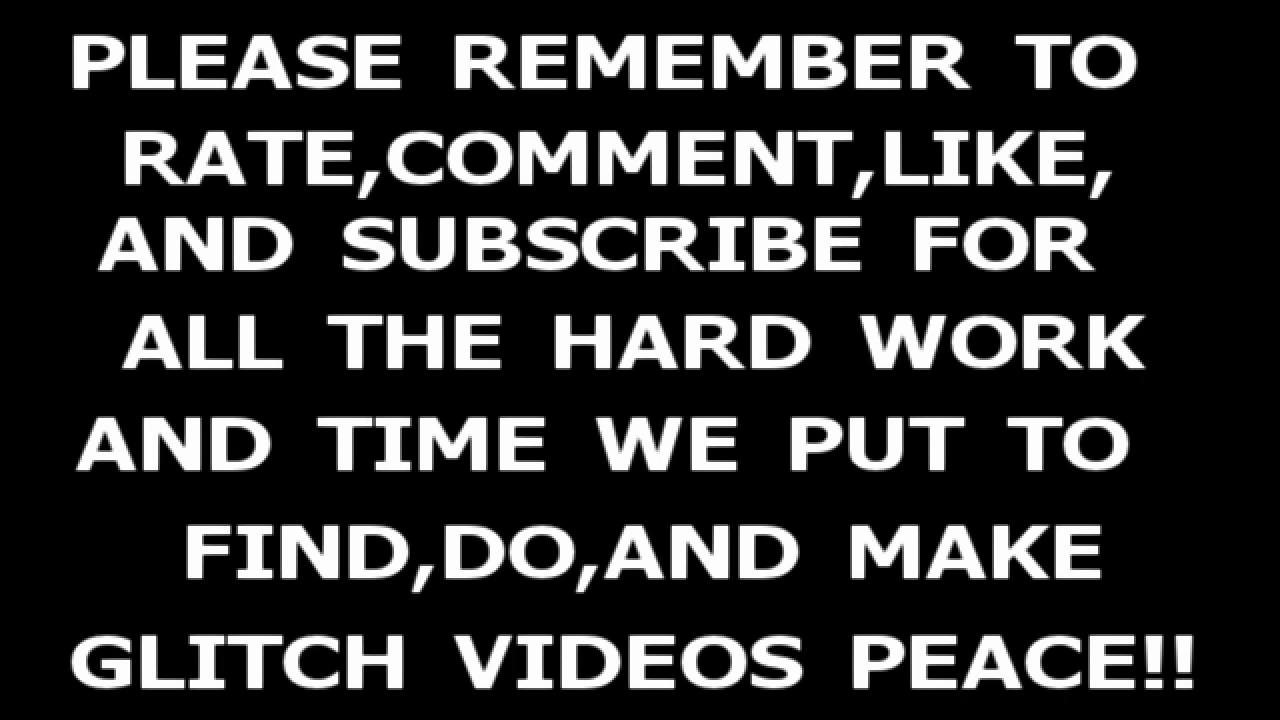 PLEASE REMEMBER TO
RATE,COMMENT,LIKE,
AND SUBSCRIBE FOR
ALL THE HARD WORK
AND TIME WE PUT TO
FIND,DO,AND MAKE
GLITCH VIDEOS PEACE!!